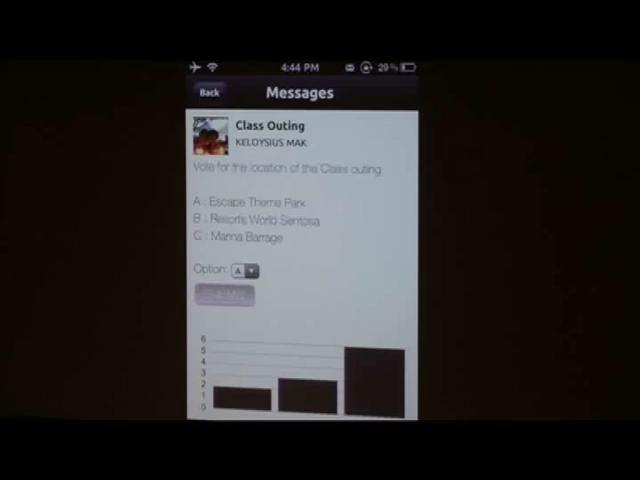 4:44 PM 29%
Back Messages
Class Outing
KELOYSIUS MAK
Vote for the location of the Class outing
A : Escape Theme Park
B : Resorts World Sentosa
C : Marina Barrage
Option: A
6
5
4
3
2
1
0